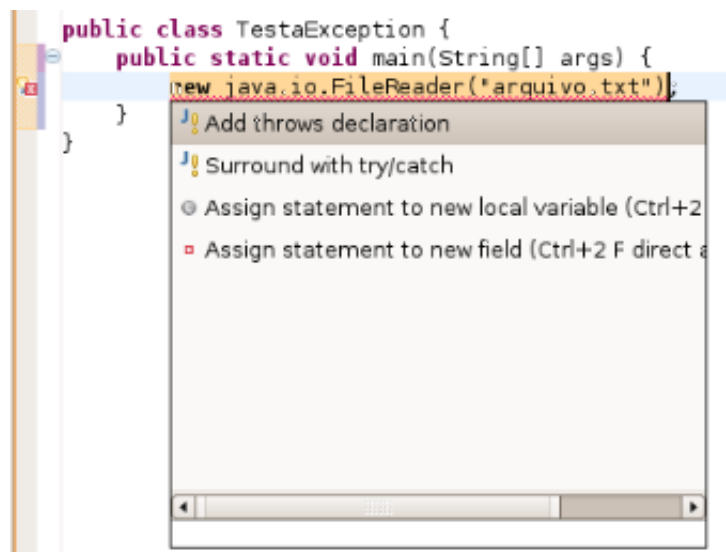 public class TestaException {
public static void main(String[] args) {
new java.io.FileReader("arquivo.txt");
}
}
Add throws declaration
Surround with try/catch
Assign statement to new local variable (Ctrl+2
Assign statement to new field (Ctrl+2 F direct a